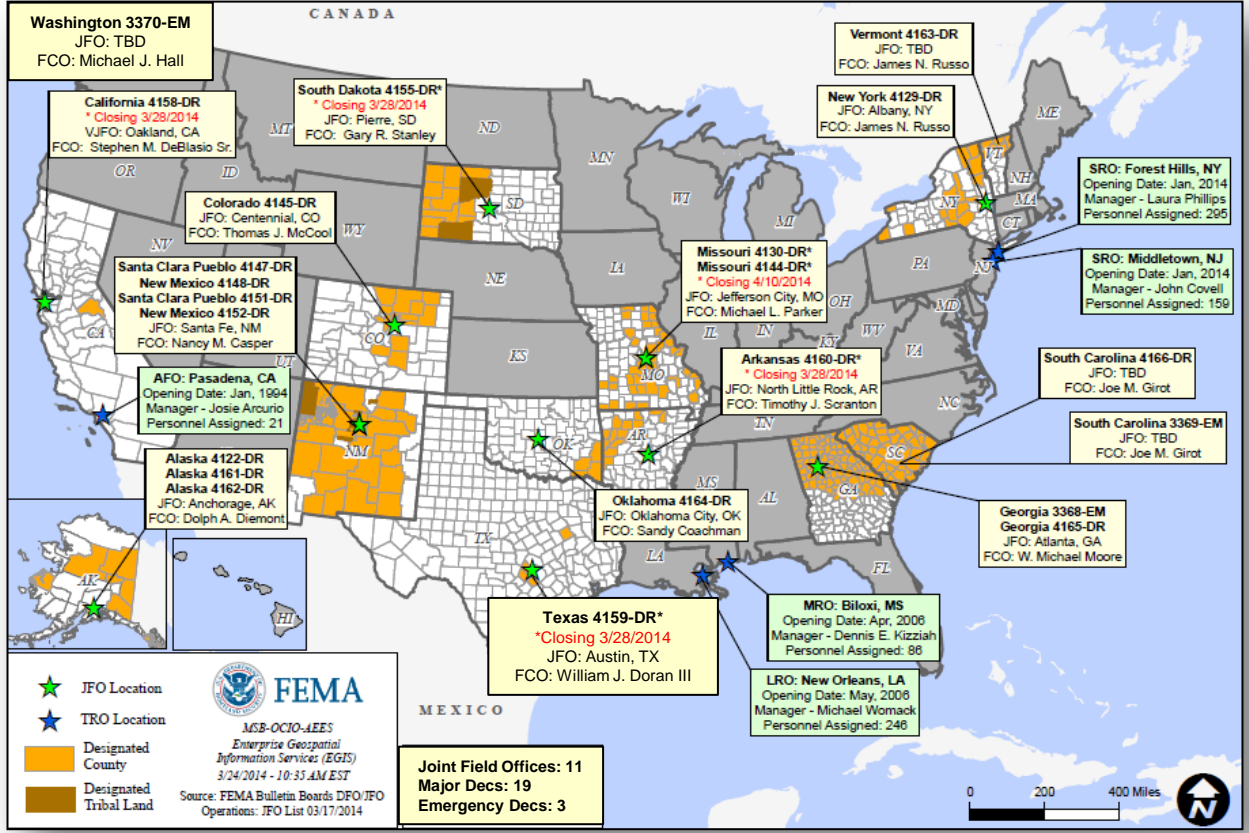 CANADA
Washington 3370-EM
JFO: TBD
FCO: Michael J. Hall
California 4158-DR
* Closing 3/28/2014
VJFO: Oakland, CA
FCO: Stephen M. DeBlasio Sr.
South Dakota 4155-DR*
* Closing 3/28/2014
JFO: Pierre, SD
FCO: Gary R. Stanley
Vermont 4163-DR
JFO: TBD
FCO: James N. Russo
New York 4129-DR
JFO: Albany, NY
FCO: James N. Russo
SRO: Forest Hills, NY
Opening Date: Jan, 2014
Manager - Laura Phillips
Personnel Assigned: 295
SRO: Middletown, NJ
Opening Date: Jan, 2014
Manager - John Covell
Personnel Assigned: 159
Colorado 4145-DR
JFO: Centennial, CO
FCO: Thomas J. McCool
Santa Clara Pueblo 4147-DR
New Mexico 4148-DR
Santa Clara Pueblo 4151-DR
New Mexico 4152-DR
JFO: Santa Fe, NM
FCO: Nancy M. Casper
Missouri 4130-DR*
Missouri 4144-DR*
* Closing 4/10/2014
JFO: Jefferson City, MO
FCO: Michael L. Parker
Arkansas 4160-DR*
* Closing 3/28/2014
JFO: North Little Rock, AR
FCO: Timothy J. Scranton
South Carolina 4166-DR
JFO: TBD
FCO: Joe M. Girot
South Carolina 3369-EM
JFO: TBD
FCO: Joe M. Girot
AFO: Pasadena, CA
Opening Date: Jan, 1994
Manager - Josie Arcurio
Personnel Assigned: 21
Alaska 4122-DR
Alaska 4161-DR
Alaska 4162-DR
JFO: Anchorage, AK
FCO: Dolph A. Diemont
Oklahoma 4164-DR
JFO: Oklahoma City, OK
FCO: Sandy Coachman
Georgia 3368-EM
Georgia 4165-DR
JFO: Atlanta, GA
FCO: W. Michael Moore
Texas 4159-DR*
*Closing 3/28/2014
JFO: Austin, TX
FCO: William J. Doran III
MRO: Biloxi, MS
Opening Date: Apr, 2006
Manager - Dennis E. Kizziah
Personnel Assigned: 86
LRO: New Orleans, LA
Opening Date: May, 2006
Manager - Michael Womack
Personnel Assigned: 246
MT
ND
MN
ME
OR
ID
SD
WI
VT
NH
NY
MA
CT
MI
WY
NV
NE
IA
PA
NJ
OH
MD
CA
CO
UT
KS
IL
IN
WV
KY
VA
MO
NC
TN
NM
OK
AR
SC
MS
AL
GA
TX
LA
FL
AK
HI
MEXICO
JFO Location
TRO Location
Designated
County
Designated
Tribal Land
FEMA
MSB-OCIO-AEES
Enterprise Geospatial
Information Services (EGIS)
3/24/2014 - 10:35 AM EST
Source: FEMA Bulletin Boards DFO/JFO
Operations: JFO List 03/17/2014
Joint Field Offices: 11
Major Decs: 19
Emergency Decs: 3
0 200 400 Miles
N